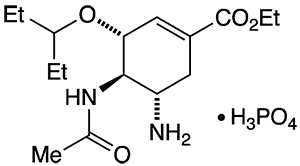 Et
O
CO₂Et
Et
HN
NH₂
• H₃PO₄
Me
O